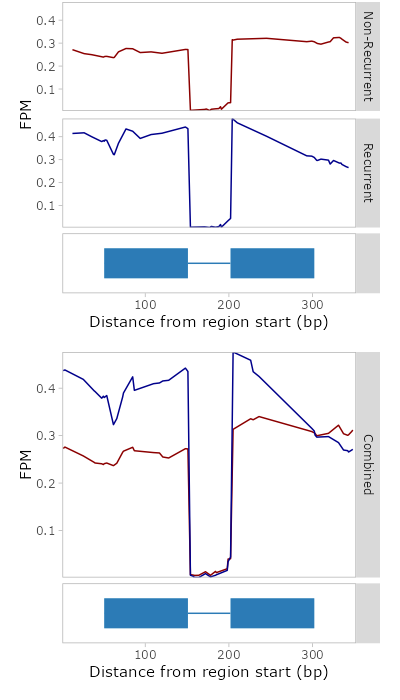 0.4
0.3
0.2
0.1
Non-Recurrent
FPM
0.4
0.3
0.2
0.1
Recurrent
100 200 300
Distance from region start (bp)
0.4
0.3
0.2
0.1
FPM
Combined
100 200 300
Distance from region start (bp)